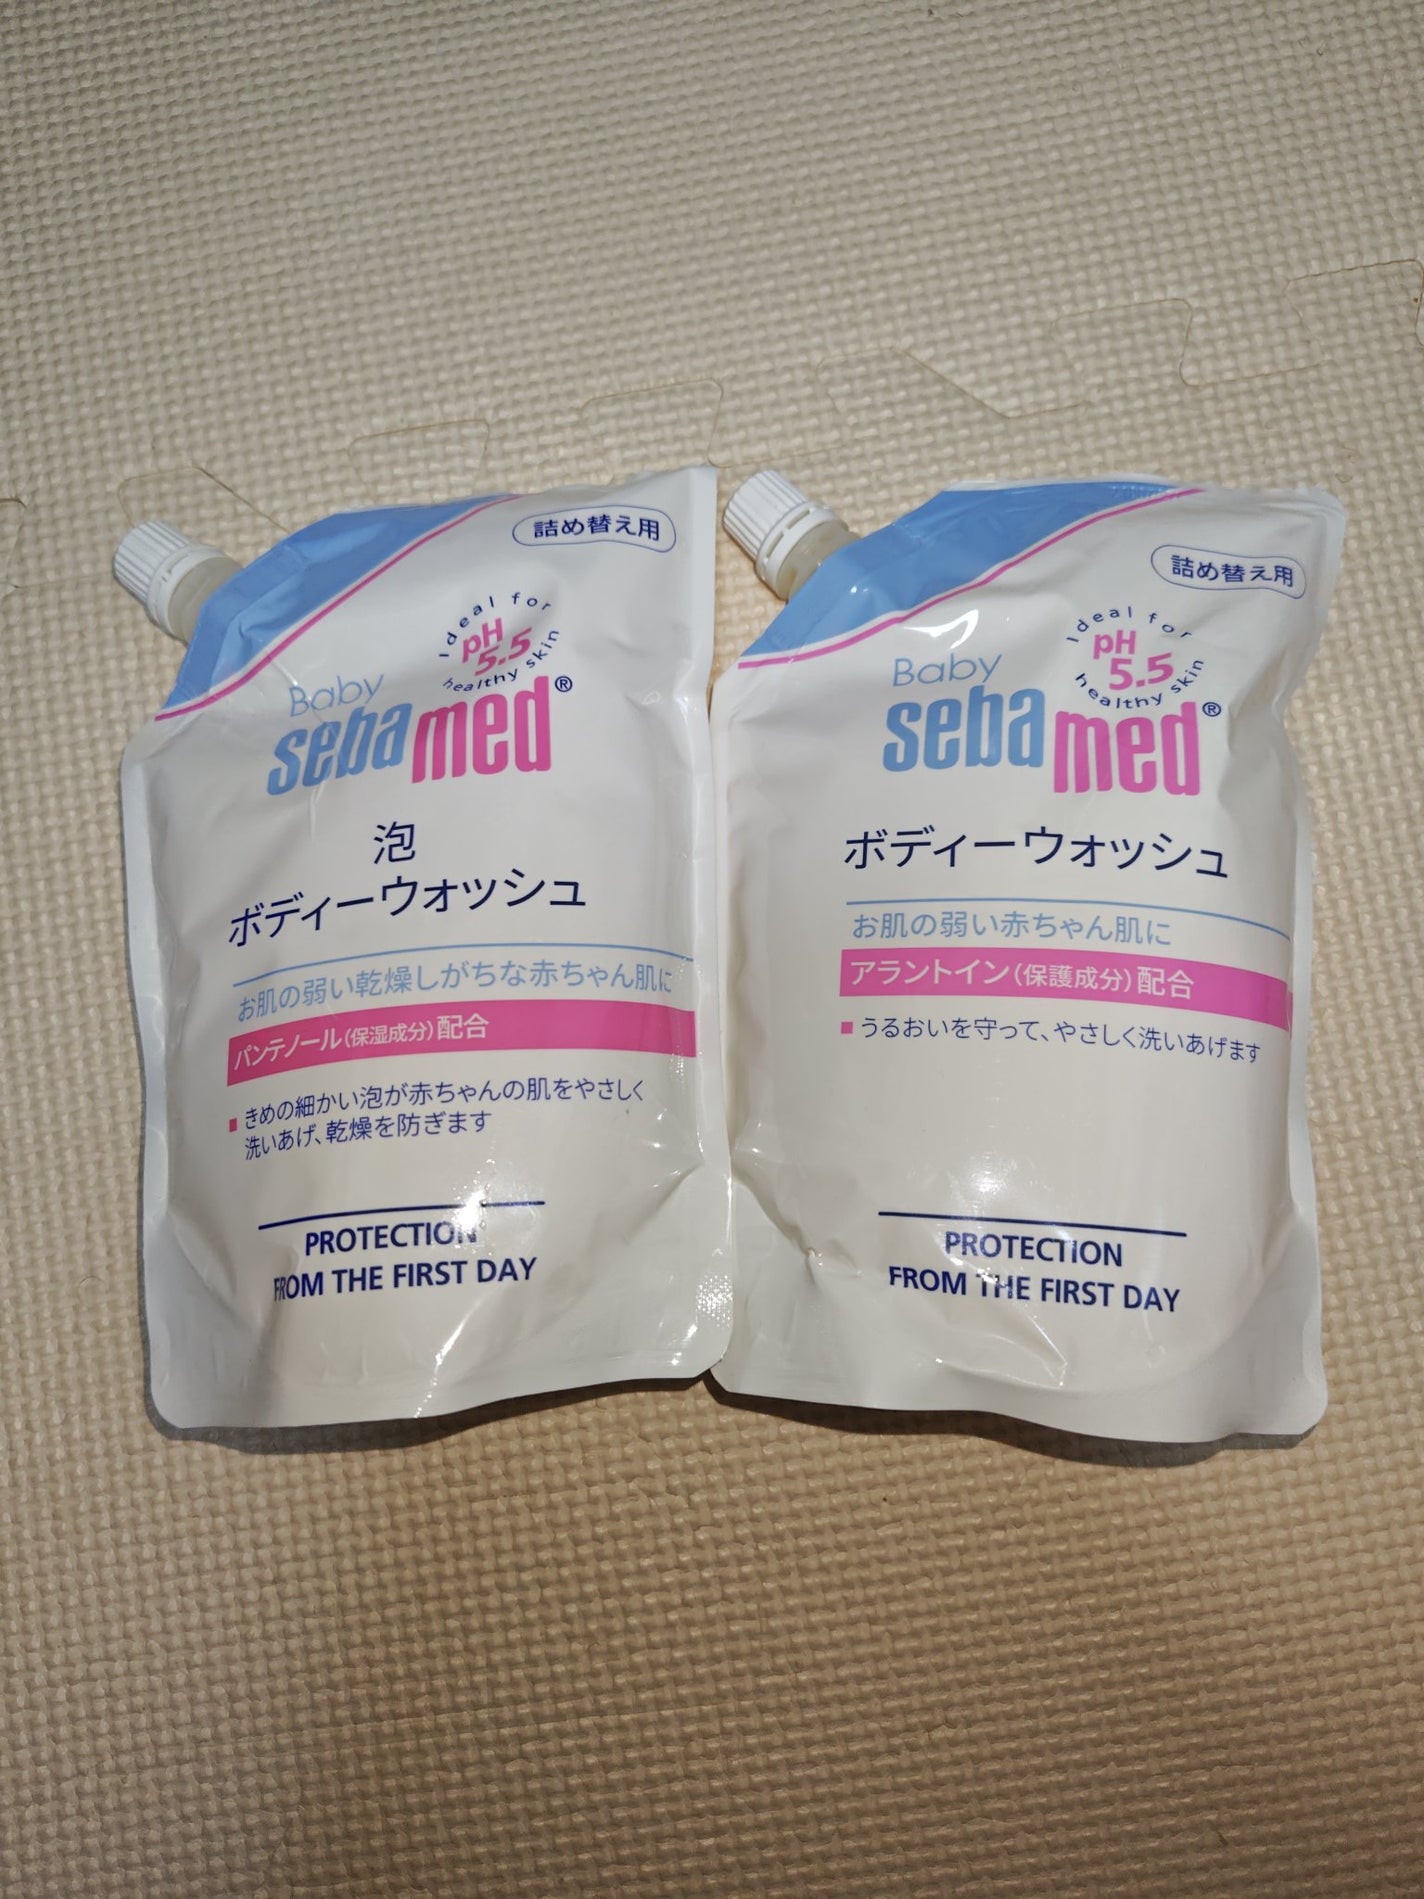 詰め替え用
Ideal for
pH
5.5
healthy skin
Baby
sebamed®
泡
ボディーウォッシュ
お肌の弱い乾燥しがちな赤ちゃん肌に
パンテノール(保湿成分)配合
■ きめの細かい泡が赤ちゃんの肌をやさしく
洗いあげ、乾燥を防ぎます
PROTECTION
FROM THE FIRST DAY
詰め替え用
Ideal for
pH
5.5
healthy skin
Baby
sebamed®
ボディーウォッシュ
お肌の弱い赤ちゃん肌に
アラントイン(保護成分)配合
■ うるおいを守って、やさしく洗いあげます
PROTECTION
FROM THE FIRST DAY